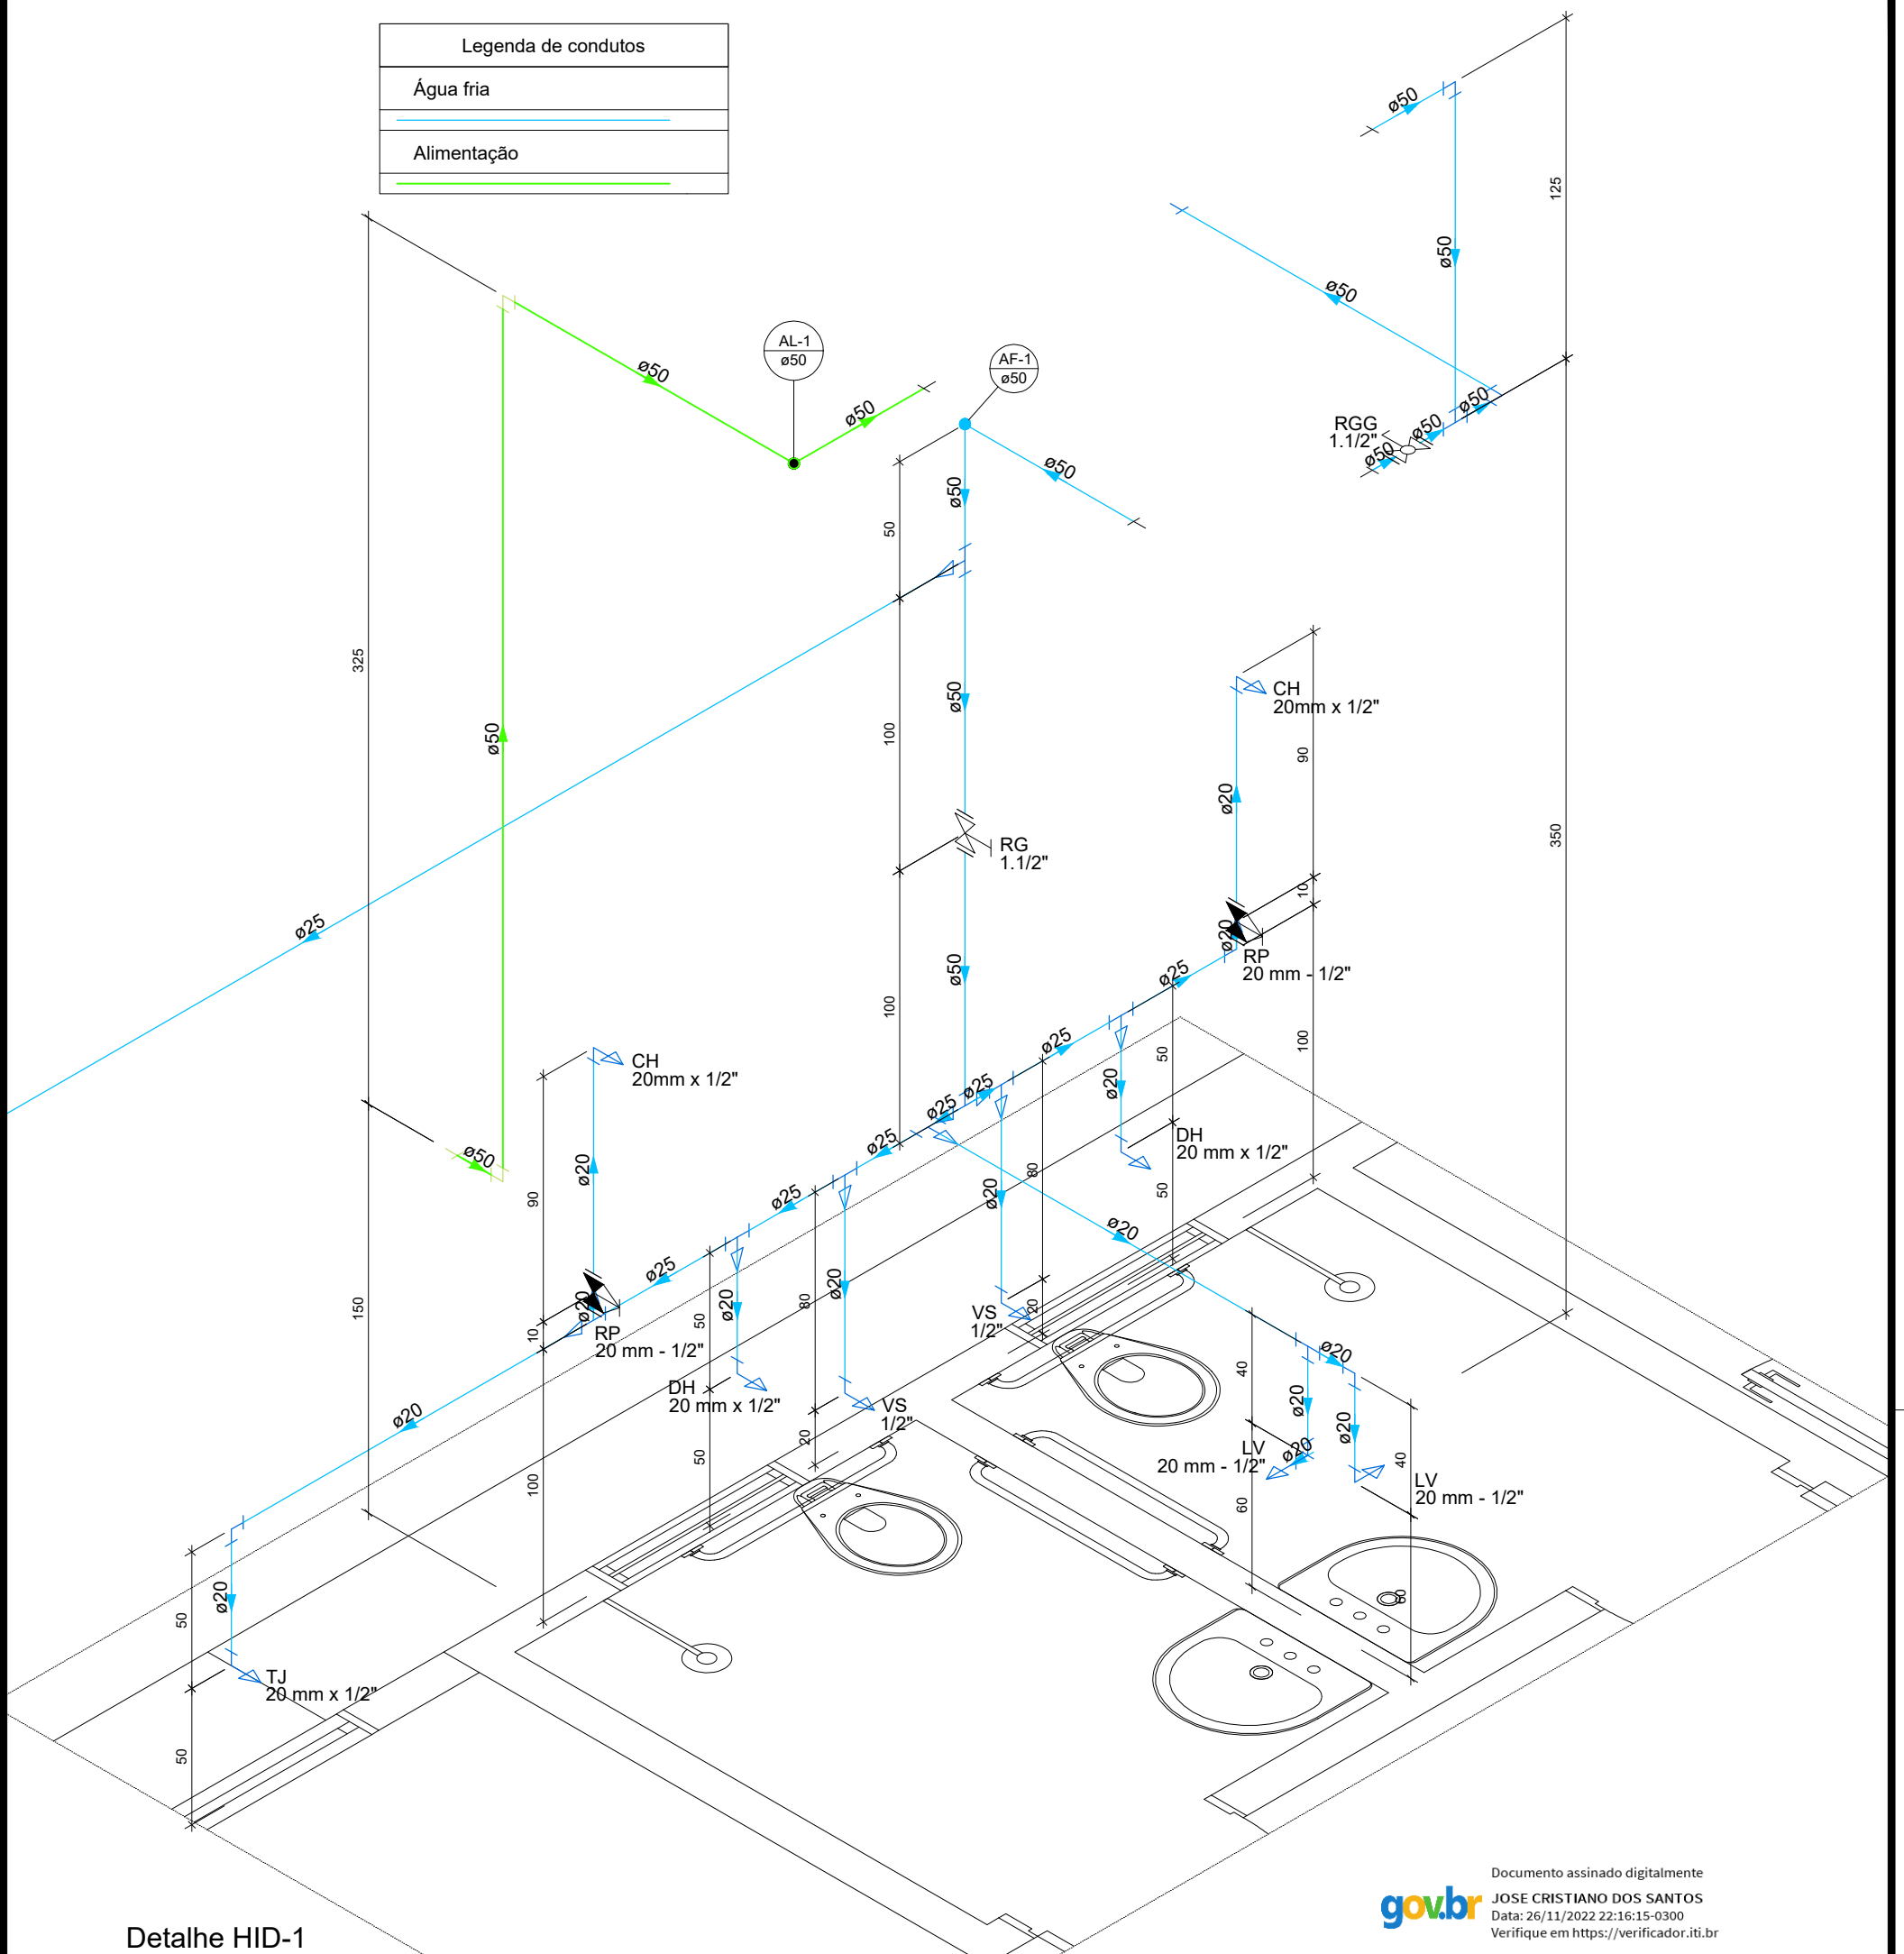 Legenda de condutos
Água fria
Alimentação
ø50
125
ø50
ø50
AL-1
ø50
AF-1
ø50
ø50
ø50
ø50
ø50
ø50
ø50
RGG
1.1/2"
ø50
50
325
ø50
100
ø50
CH
20mm x 1/2"
90
ø20
RG
1.1/2"
350
ø25
10
ø20
RP
20 mm - 1/2"
ø50
100
ø25
100
ø25
50
CH
20mm x 1/2"
ø20
ø25
ø25
ø25
DH
20 mm x 1/2"
ø50
90
ø20
80
50
ø25
ø20
ø20
ø25
150
10
ø20
RP
20 mm - 1/2"
50
ø20
80
ø20
VS
1/2"
20
40
ø20
ø20
ø20
DH
20 mm x 1/2"
VS
1/2"
20
50
ø20
100
LV
20 mm - 1/2"
ø20
40
LV
20 mm - 1/2"
60
60
50
ø20
TJ
20 mm x 1/2"
50
Detalhe HID-1
Documento assinado digitalmente
gov.br
JOSE CRISTIANO DOS SANTOS
Data: 26/11/2022 22:16:15-0300
Verifique em https://verificador.iti.br